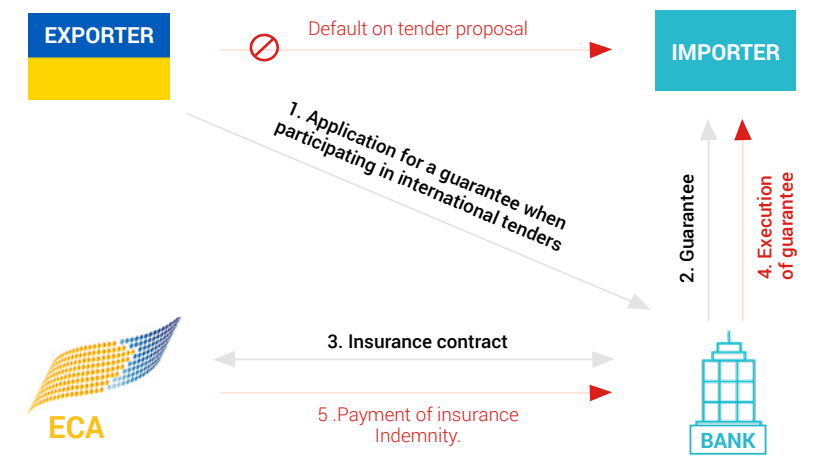 EXPORTER
Default on tender proposal
IMPORTER
1. Application for a guarantee when
participating in international tenders
2. Guarantee
4. Execution
of guarantee
3. Insurance contract
5 .Payment of insurance
Indemnity.
ECA
BANK